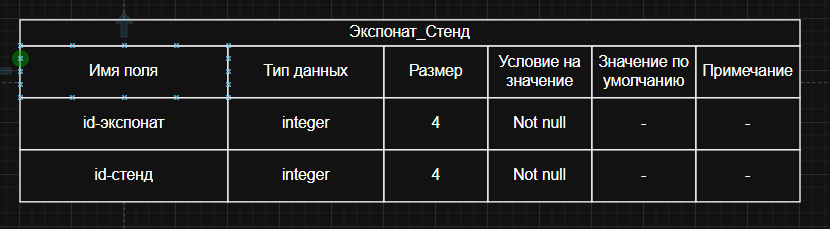 Экспонат_Стенд
Имя поля Тип данных Размер Условие на значение Значение по умолчанию Примечание
id-экспонат integer 4 Not null - -
id-стенд integer 4 Not null - -